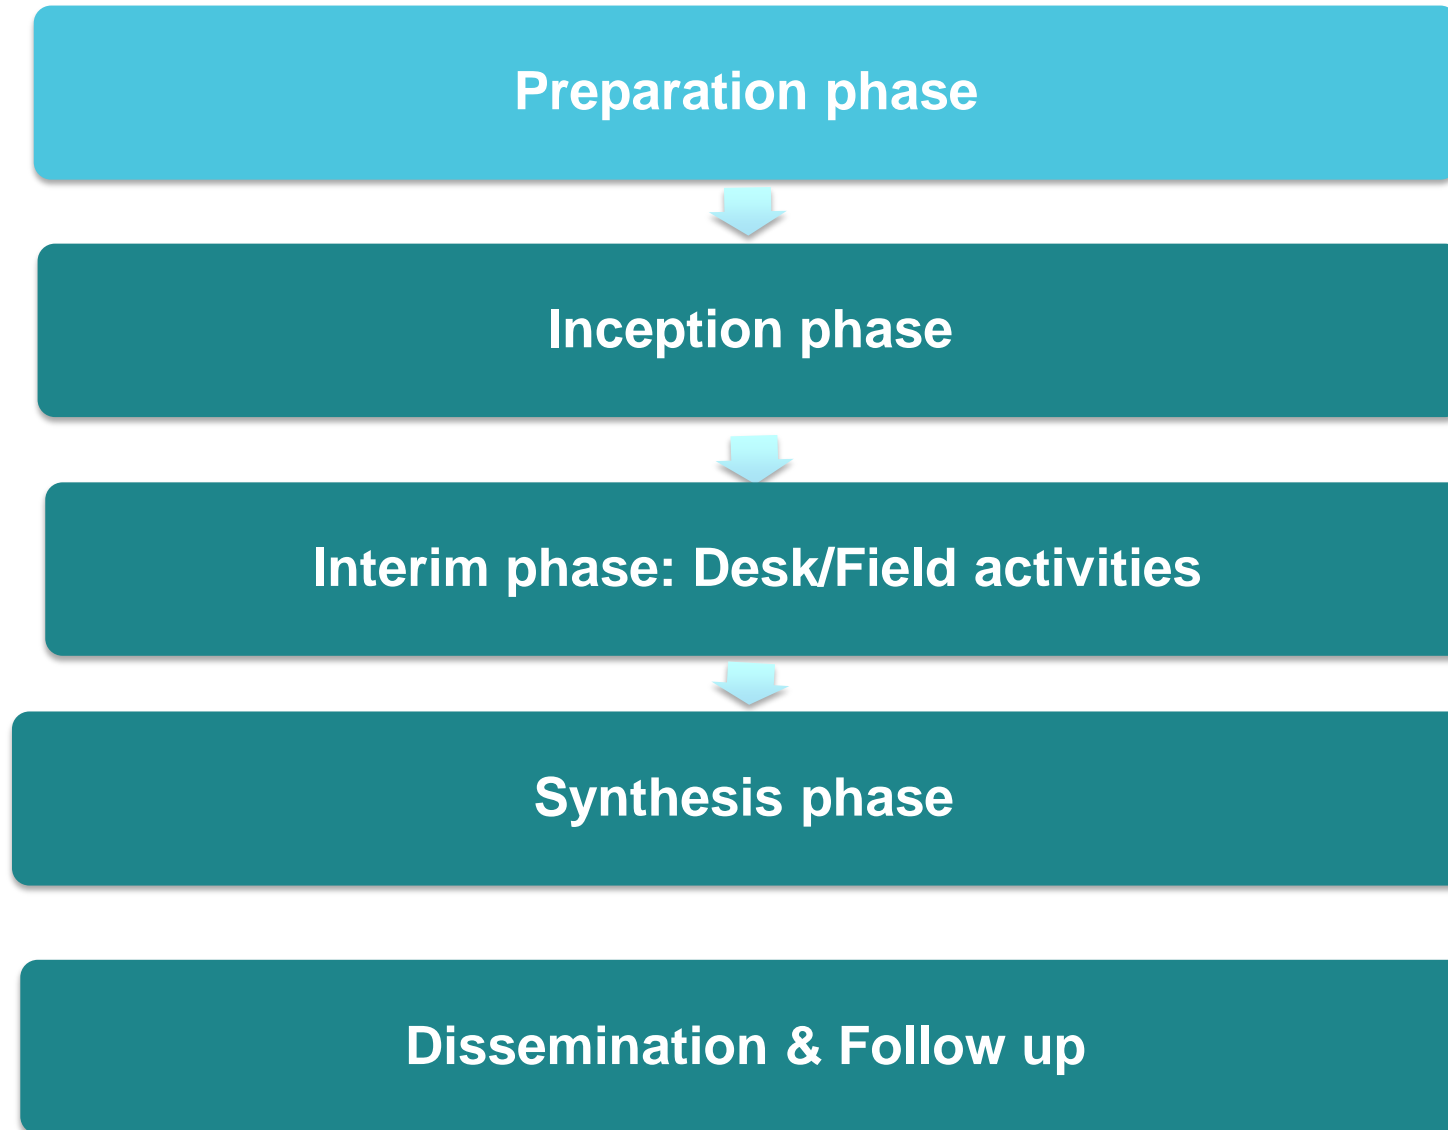 Preparation phase
Inception phase
Interim phase: Desk/Field activities
Synthesis phase
Dissemination & Follow up